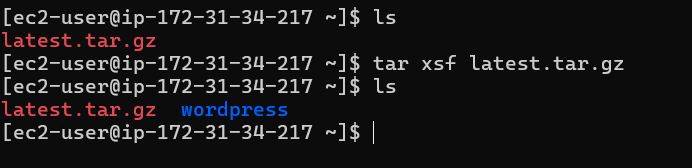 [ec2-user@ip-172-31-34-217 ~]$ ls
latest.tar.gz
[ec2-user@ip-172-31-34-217 ~]$ tar xsf latest.tar.gz
[ec2-user@ip-172-31-34-217 ~]$ ls
latest.tar.gz  wordpress
[ec2-user@ip-172-31-34-217 ~]$